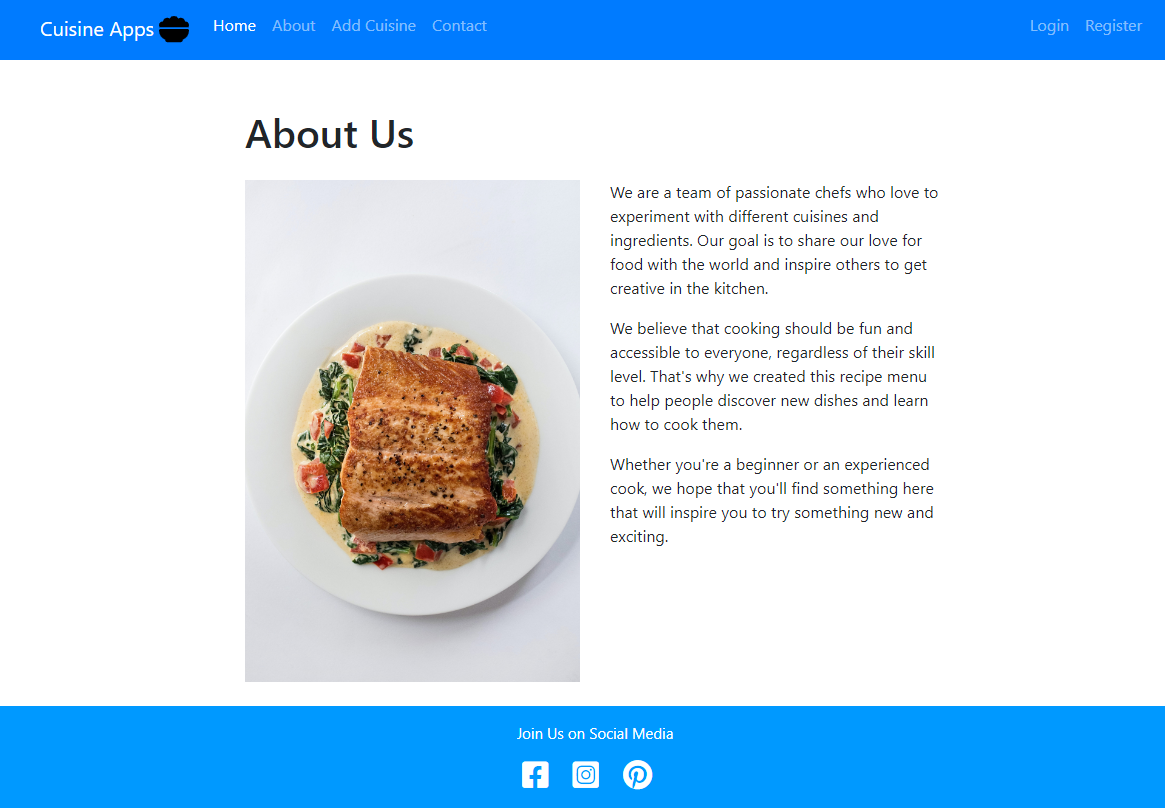 Cuisine Apps Home About Add Cuisine Contact Login Register
About Us
We are a team of passionate chefs who love to
experiment with different cuisines and
ingredients. Our goal is to share our love for
food with the world and inspire others to get
creative in the kitchen.
We believe that cooking should be fun and
accessible to everyone, regardless of their skill
level. That's why we created this recipe menu
to help people discover new dishes and learn
how to cook them.
Whether you're a beginner or an experienced
cook, we hope that you'll find something here
that will inspire you to try something new and
exciting.
Join Us on Social Media